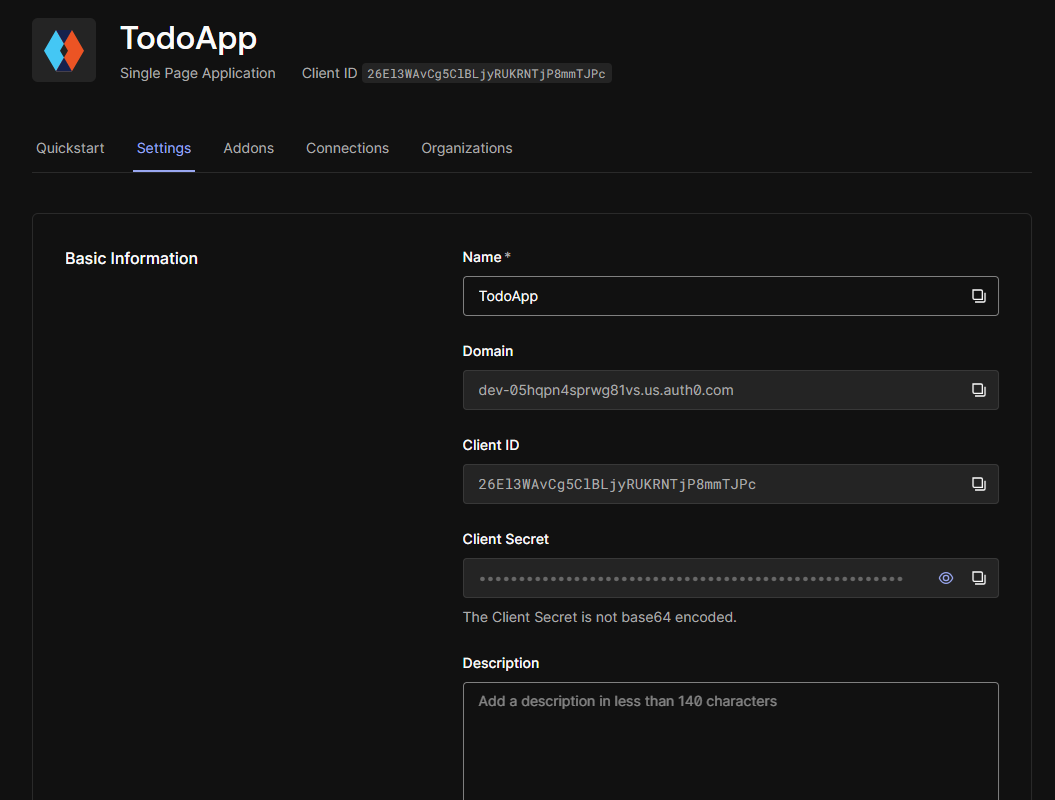 TodoApp
Single Page Application Client ID 26El3WAvCg5ClBLjyRUKRNTjP8mmTJPc
Quickstart Settings Addons Connections Organizations
Basic Information
Name *
TodoApp
Domain
dev-05hqpn4sprwg81vs.us.auth0.com
Client ID
26El3WAvCg5ClBLjyRUKRNTjP8mmTJPc
Client Secret
The Client Secret is not base64 encoded.
Description
Add a description in less than 140 characters